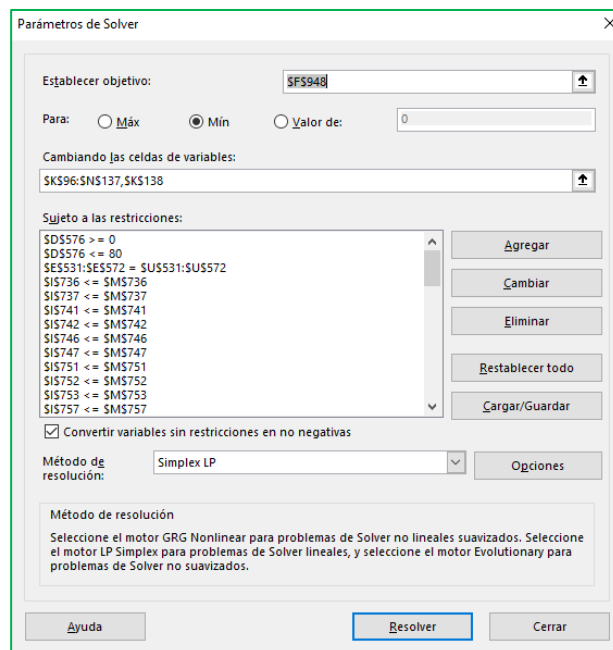 Parámetros de Solver
Establecer objetivo: $F$948
Para: Máx Mín Valor de: 0
Cambiando las celdas de variables:
$K$96:$N$137,$K$138
Sujeto a las restricciones:
$D$576 >= 0
$D$576 <= 80
$E$531:$E$572 = $U$531:$U$572
$I$736 <= $M$736
$I$737 <= $M$737
$I$741 <= $M$741
$I$742 <= $M$742
$I$746 <= $M$746
$I$747 <= $M$747
$I$751 <= $M$751
$I$752 <= $M$752
$I$753 <= $M$753
$I$757 <= $M$757
Agregar
Cambiar
Eliminar
Restablecer todo
Cargar/Guardar
Convertir variables sin restricciones en no negativas
Método de
resolución:
Simplex LP
Opciones
Método de resolución
Seleccione el motor GRG Nonlinear para problemas de Solver no lineales suavizados. Seleccione
el motor LP Simplex para problemas de Solver lineales, y seleccione el motor Evolutionary para
problemas de Solver no suavizados.
Ayuda Resolver Cerrar